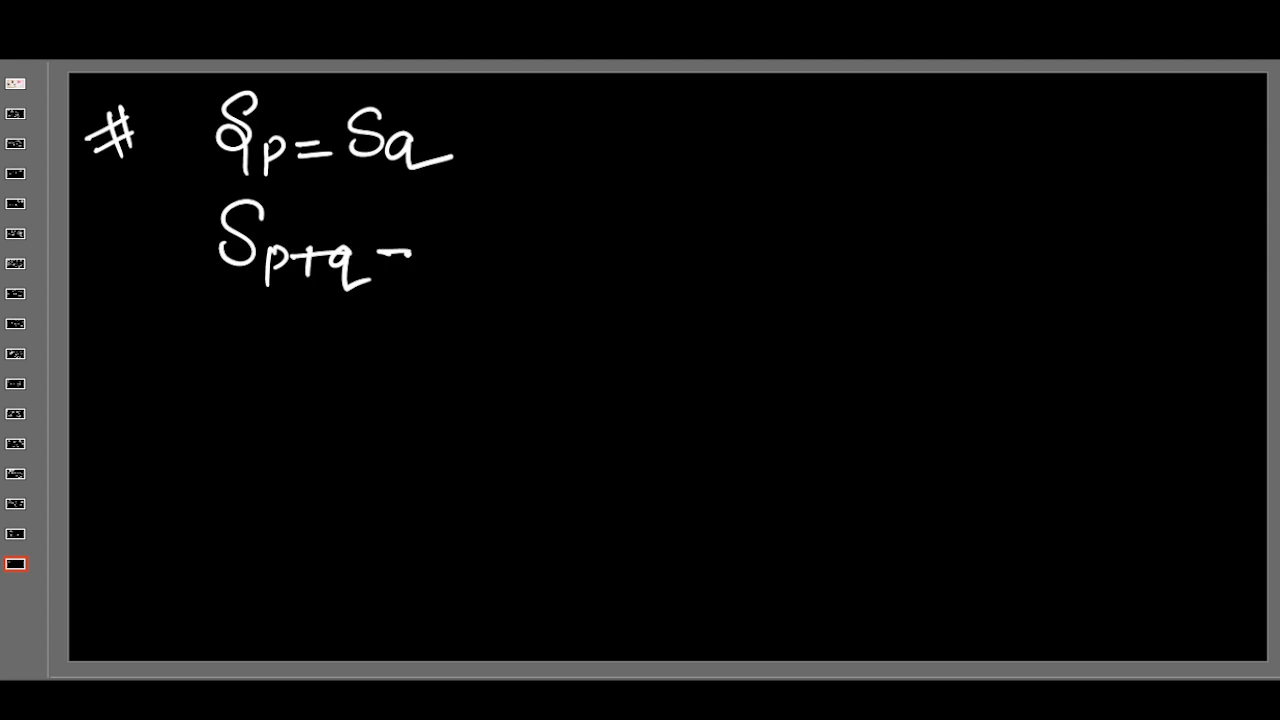 # Sp = Sq
Sp+q -